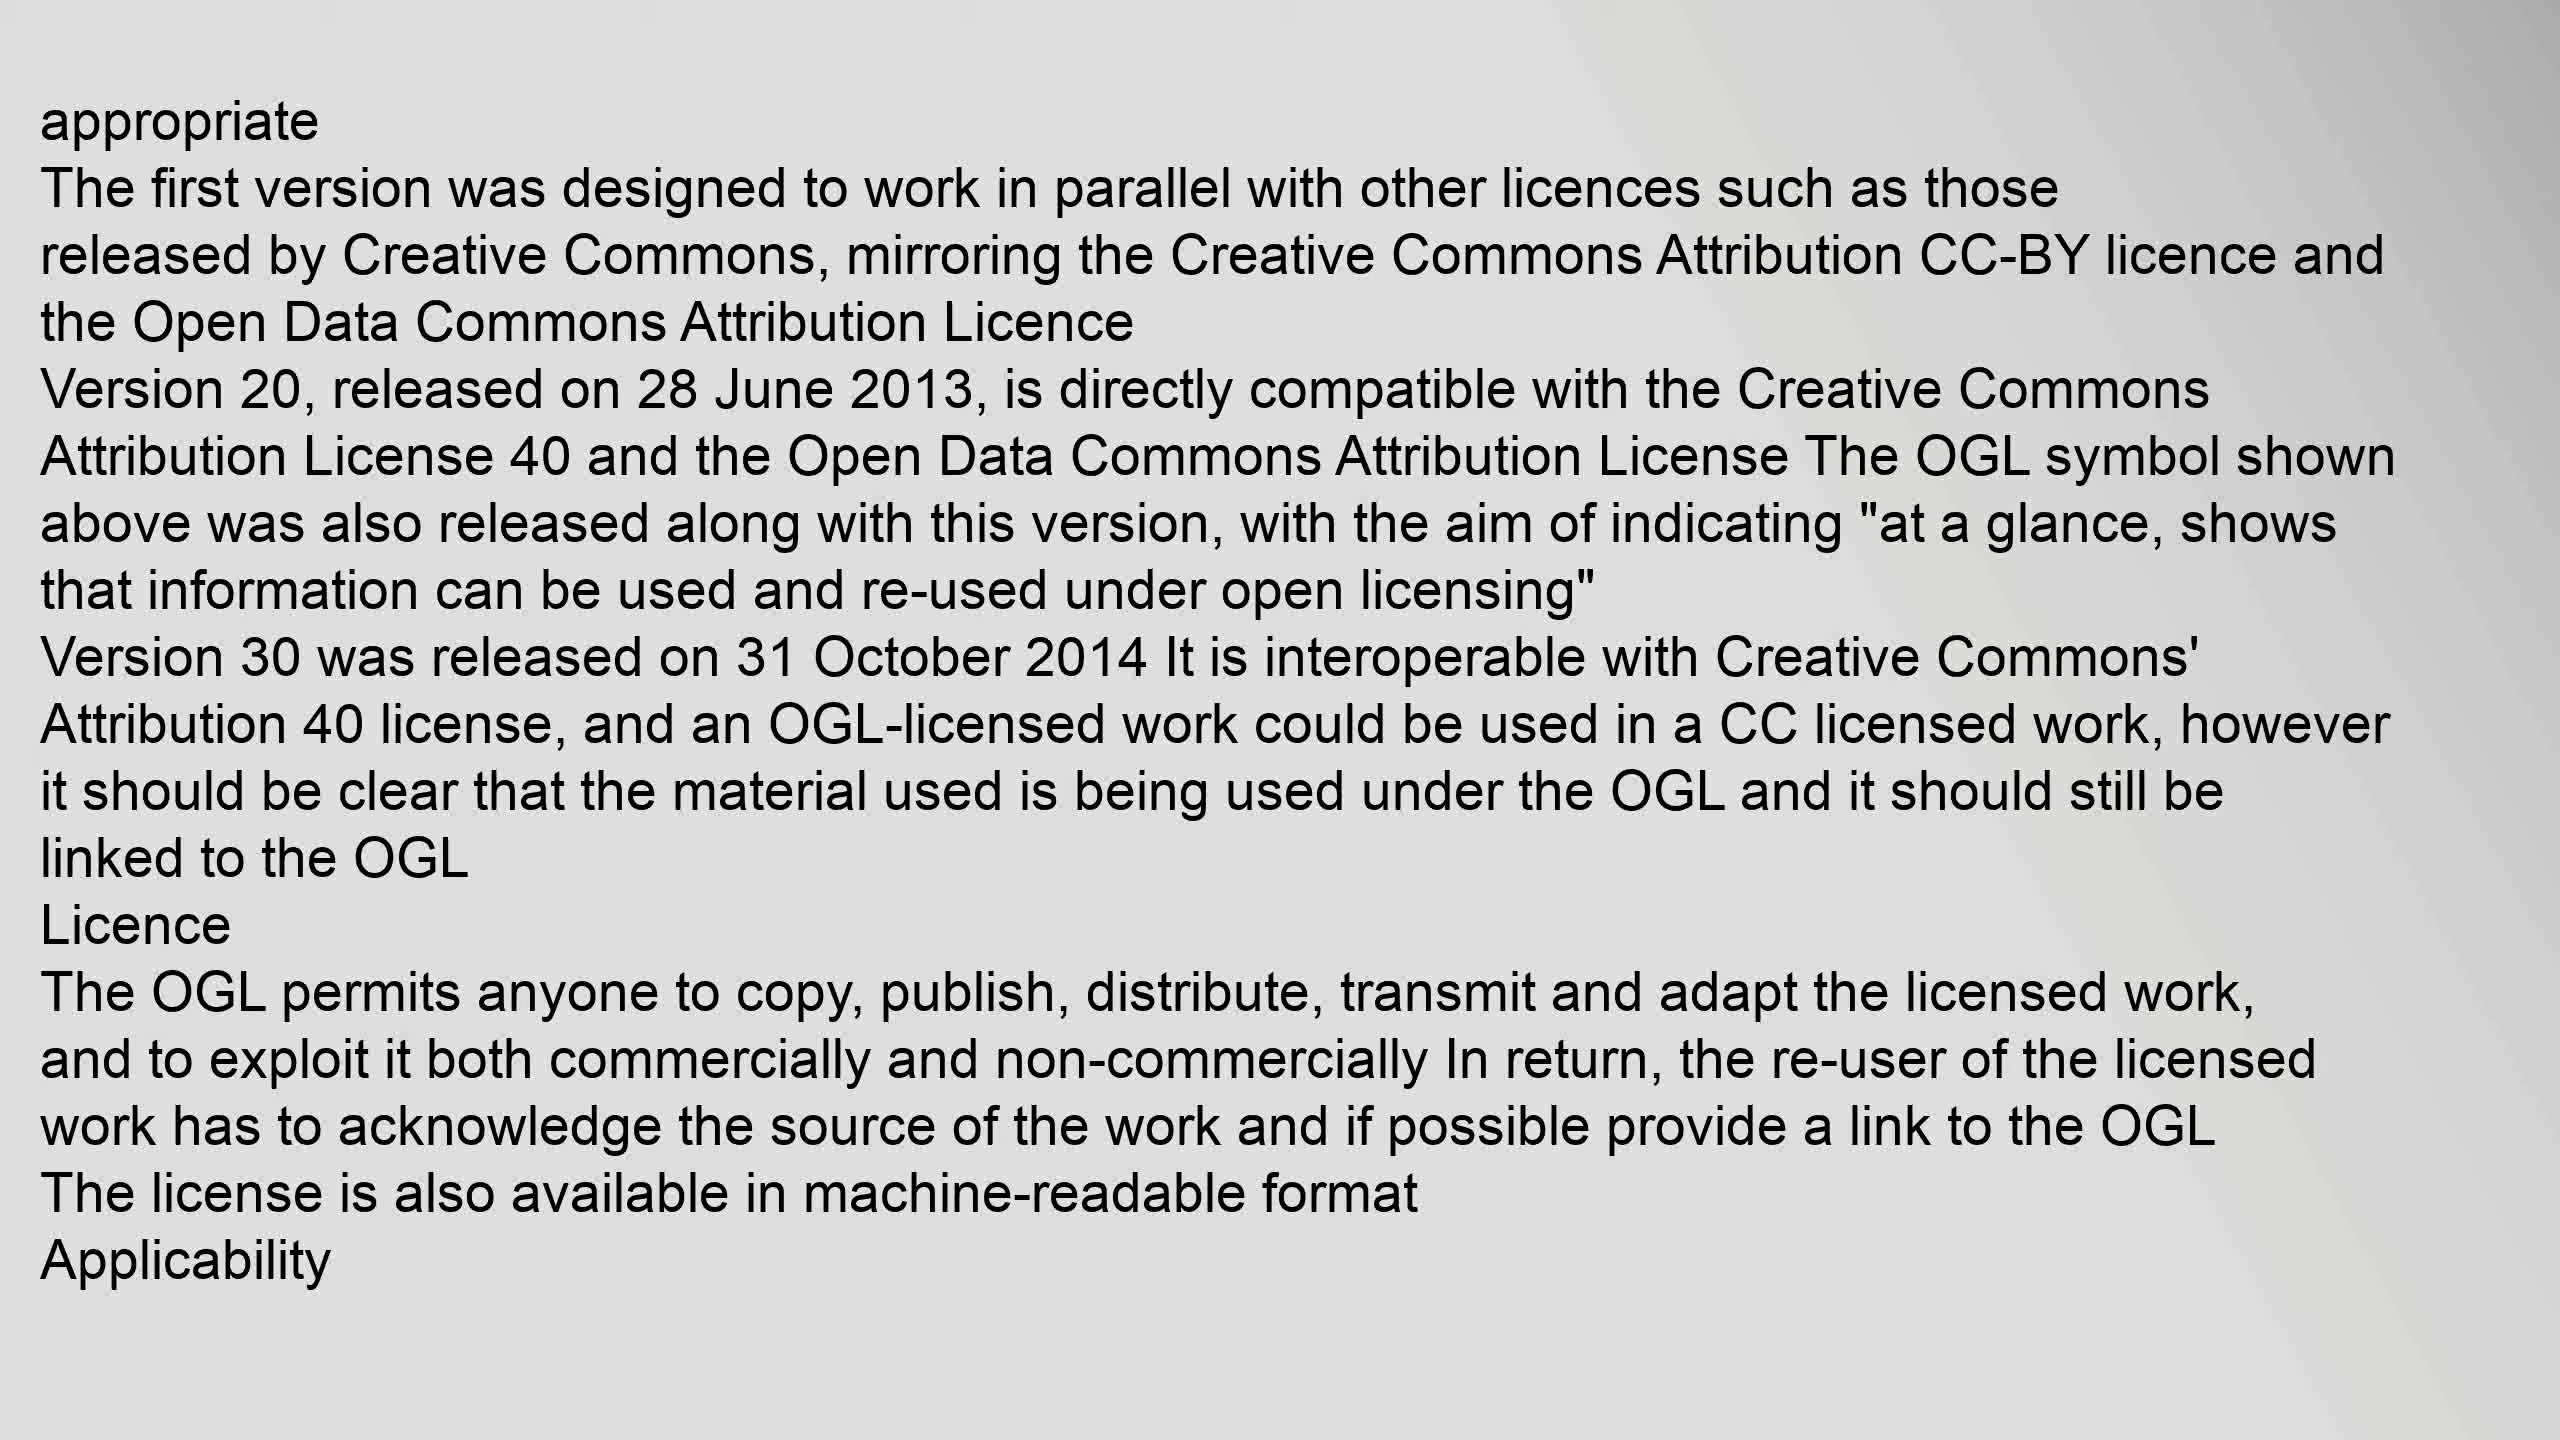 appropriate
The first version was designed to work in parallel with other licences such as those
released by Creative Commons, mirroring the Creative Commons Attribution CC-BY licence and
the Open Data Commons Attribution Licence
Version 20, released on 28 June 2013, is directly compatible with the Creative Commons
Attribution License 40 and the Open Data Commons Attribution License The OGL symbol shown
above was also released along with this version, with the aim of indicating "at a glance, shows
that information can be used and re-used under open licensing"
Version 30 was released on 31 October 2014 It is interoperable with Creative Commons'
Attribution 40 license, and an OGL-licensed work could be used in a CC licensed work, however
it should be clear that the material used is being used under the OGL and it should still be
linked to the OGL
Licence
The OGL permits anyone to copy, publish, distribute, transmit and adapt the licensed work,
and to exploit it both commercially and non-commercially In return, the re-user of the licensed
work has to acknowledge the source of the work and if possible provide a link to the OGL
The license is also available in machine-readable format
Applicability